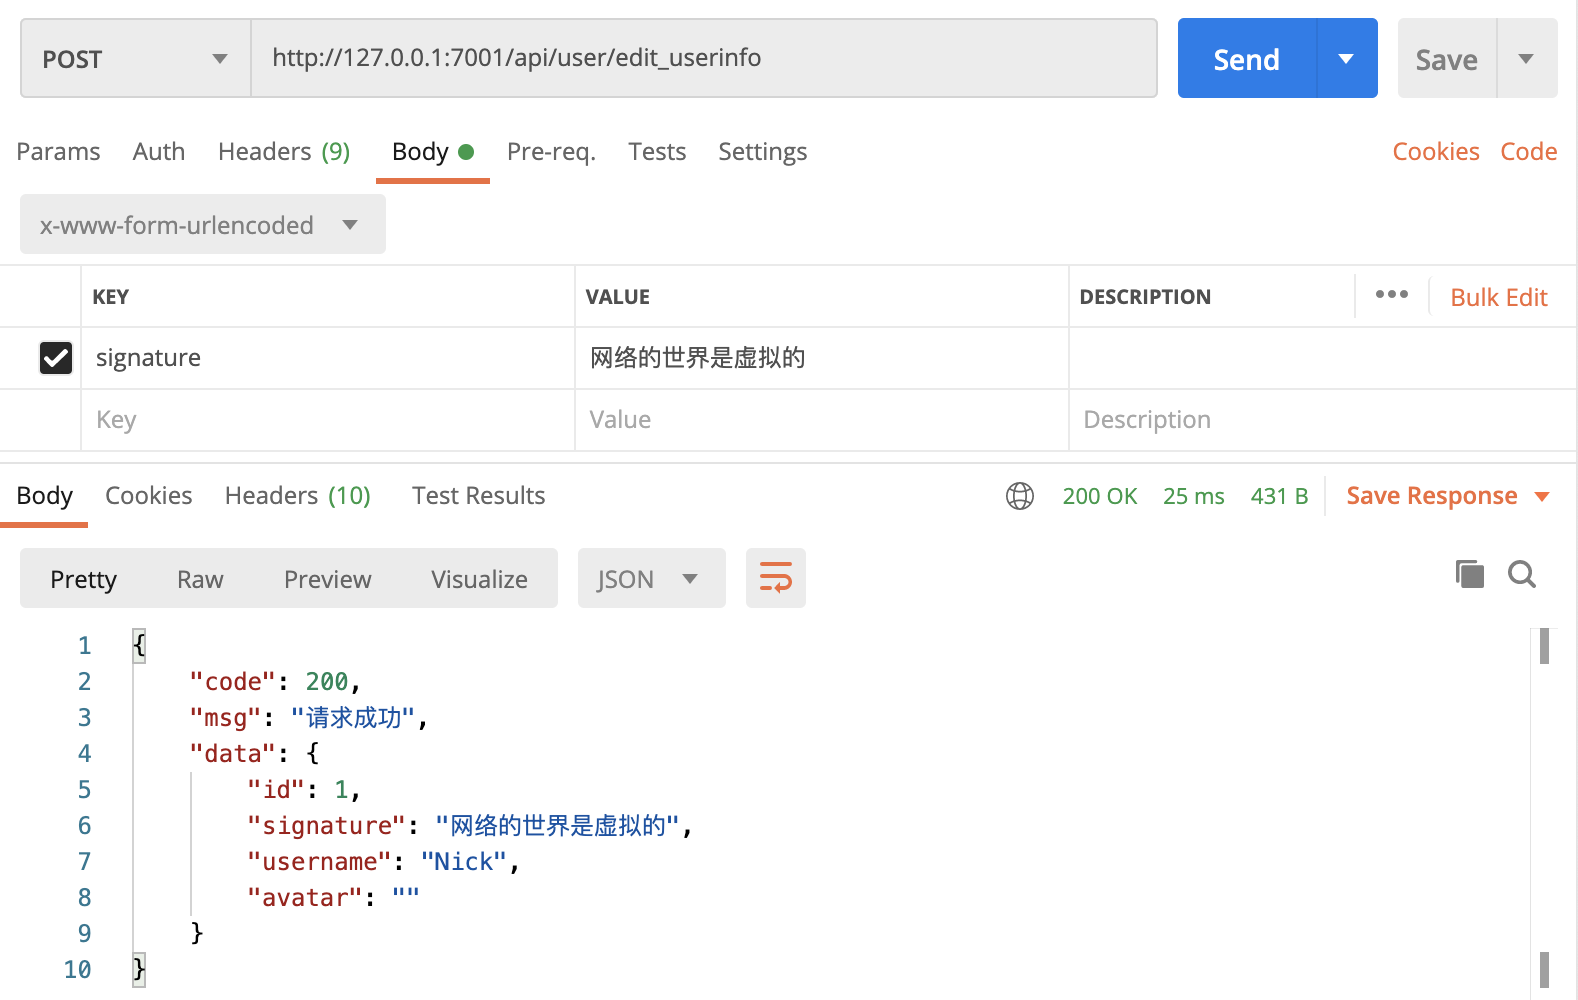 POST http://127.0.0.1:7001/api/user/edit_userinfo Send Save
Params Auth Headers (9) Body Pre-req. Tests Settings Cookies Code
x-www-form-urlencoded
KEY VALUE DESCRIPTION ••• Bulk Edit
signature 网络的世界是虚拟的
Key Value Description
Body Cookies Headers (10) Test Results 200 OK 25 ms 431 B Save Response
Pretty Raw Preview Visualize JSON
1 {
2 "code": 200,
3 "msg": "请求成功",
4 "data": {
5 "id": 1,
6 "signature": "网络的世界是虚拟的",
7 "username": "Nick",
8 "avatar": ""
9 }
10 }